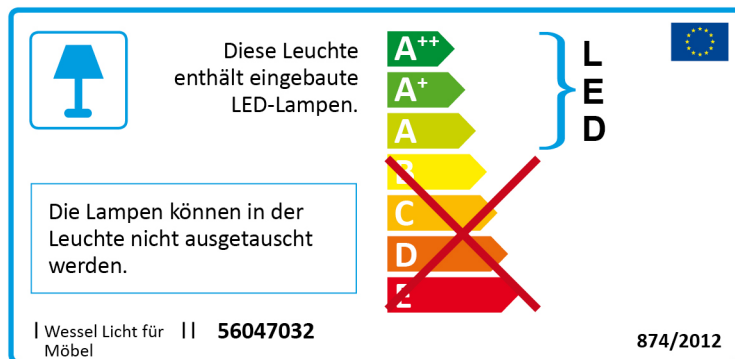 Diese Leuchte
enthält eingebaute
LED-Lampen.
A++
A+
A
B
C
D
E
L
E
D
Die Lampen können in der
Leuchte nicht ausgetauscht
werden.
I Wessel Licht für
Möbel
II 56047032
874/2012